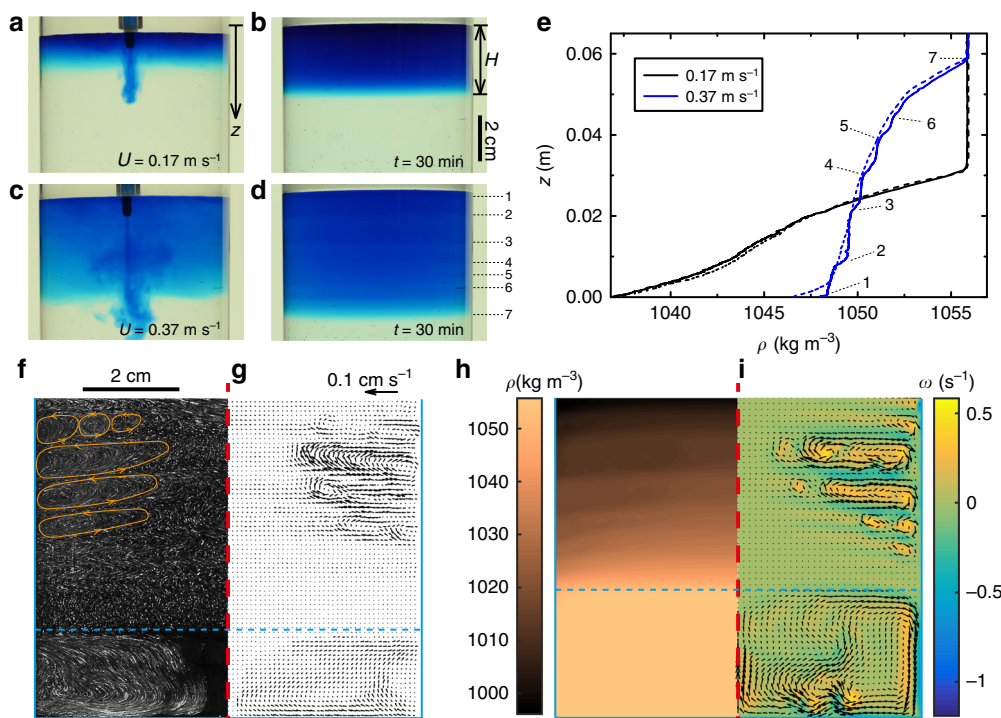 a
z
U = 0.17 m s⁻¹
b
H
2 cm
t = 30 min
c
U = 0.37 m s⁻¹
d
1
2
3
4
5
6
7
t = 30 min
e
0.06
0.04
0.02
0.00
z (m)
0.17 m s⁻¹
0.37 m s⁻¹
7
6
5
4
3
2
1
1040
1045
1050
1055
ρ (kg m⁻³)
f
2 cm
g
0.1 cm s⁻¹
h
ρ(kg m⁻³)
1050
1040
1030
1020
1010
1000
i
ω (s⁻¹)
0.5
0
−0.5
−1